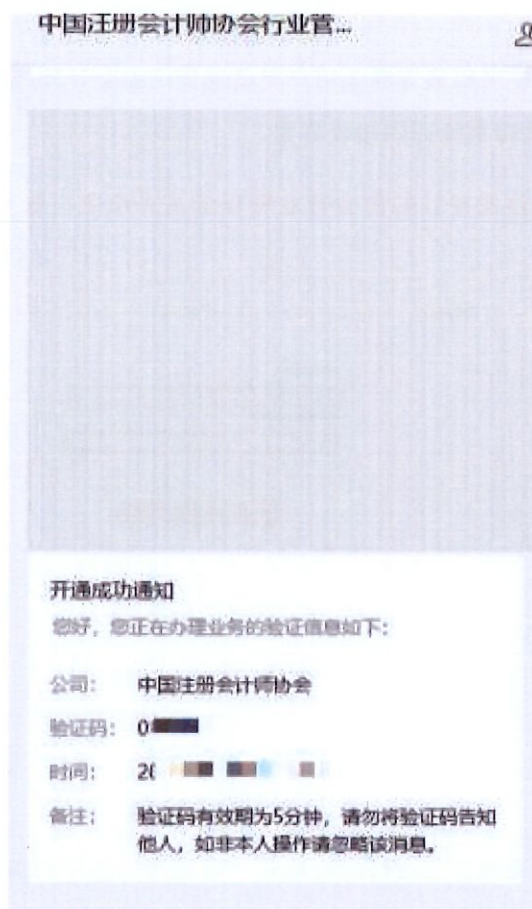 中国注册会计师协会行业管...
开通成功通知
您好，您正在办理业务的验证信息如下：
公司： 中国注册会计师协会
验证码： 0
时间： 20
备注： 验证码有效期为5分钟，请勿将验证码告知
他人，如非本人操作请忽略该消息。